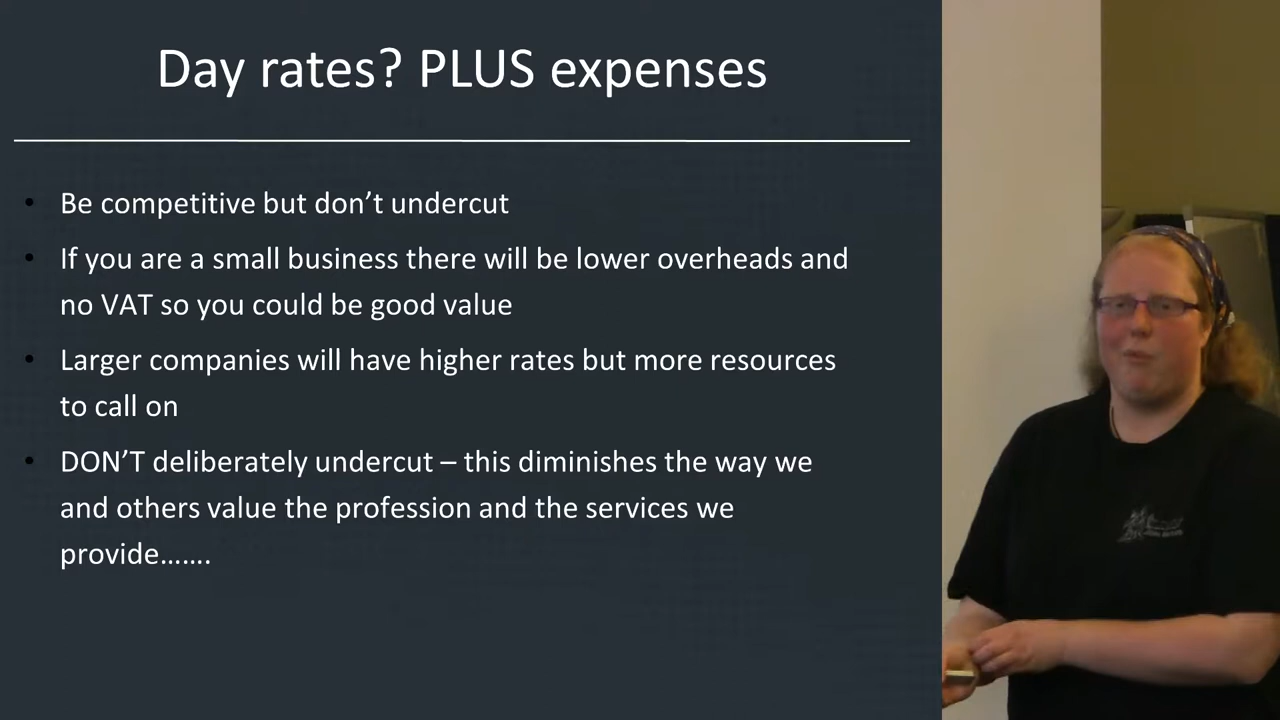 Day rates? PLUS expenses
• Be competitive but don’t undercut
• If you are a small business there will be lower overheads and
no VAT so you could be good value
• Larger companies will have higher rates but more resources
to call on
• DON’T deliberately undercut – this diminishes the way we
and others value the profession and the services we
provide…….